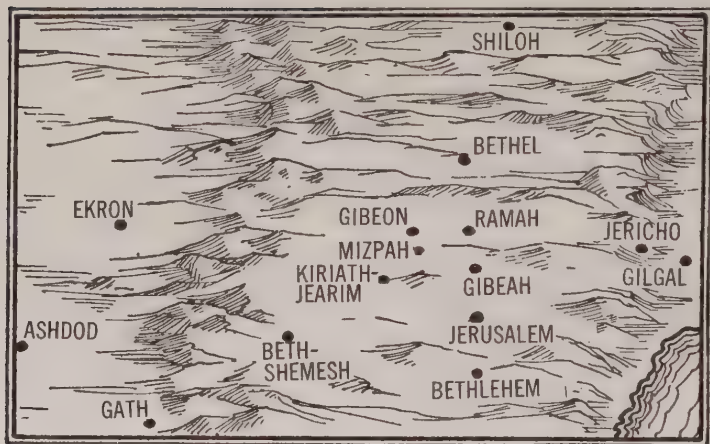 SHILOH
BETHEL
EKRON
GIBEON
RAMAH
MIZPAH
JERICHO
KIRIATH-
JEARIM
GIBEAH
GILGAL
ASHDOD
BETH-
SHEMESH
JERUSALEM
BETHLEHEM
GATH